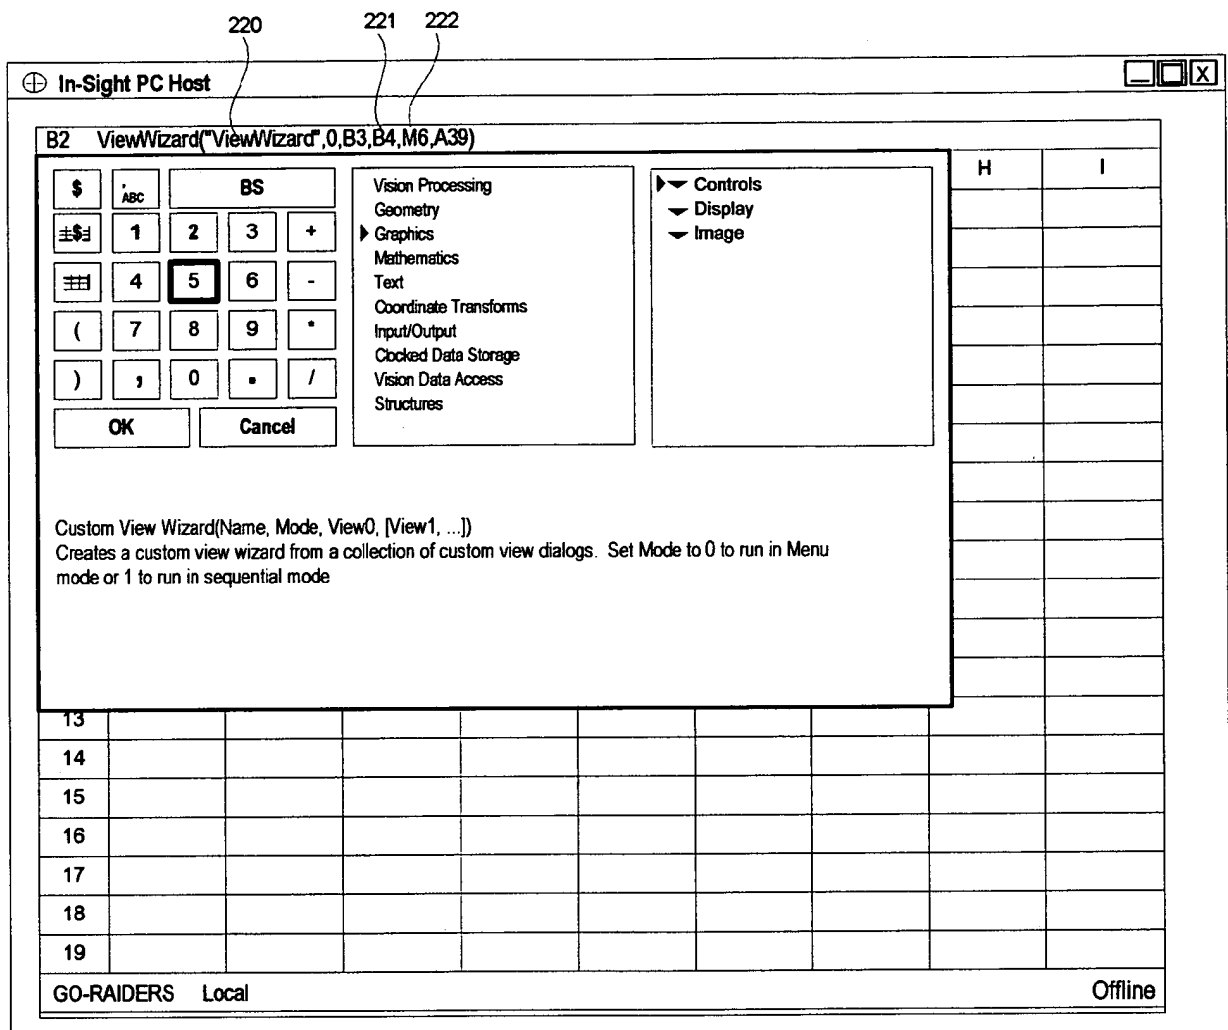 220 221 222
In-Sight PC Host
B2 ViewWizard("ViewWizard",0,B3,B4,M6,A39)
H I
$ 'ABC BS
$ 1 2 3 +
4 5 6 -
( 7 8 9 *
) , 0 . /
OK Cancel
Vision Processing
Geometry
Graphics
Mathematics
Text
Coordinate Transforms
Input/Output
Clocked Data Storage
Vision Data Access
Structures
Controls
Display
Image
Custom View Wizard(Name, Mode, View0, [View1, ...])
Creates a custom view wizard from a collection of custom view dialogs. Set Mode to 0 to run in Menu
mode or 1 to run in sequential mode
13
14
15
16
17
18
19
GO-RAIDERS Local Offline